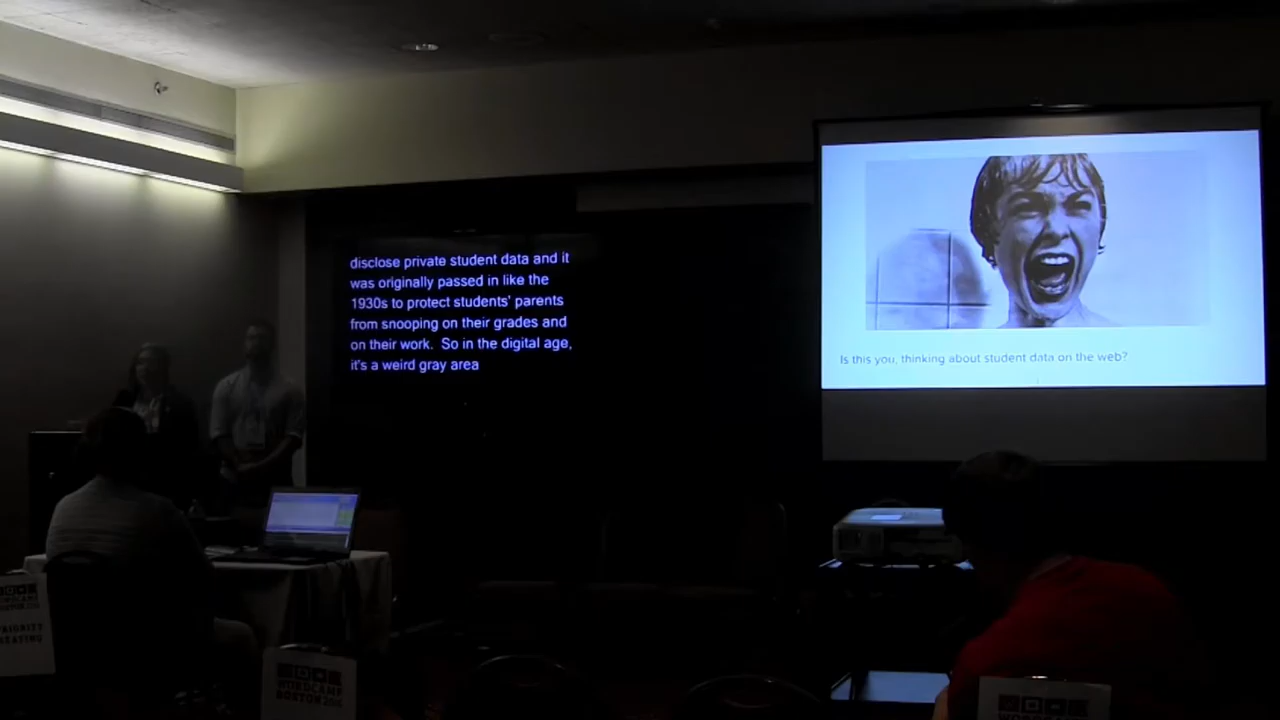 disclose private student data and it
was originally passed in like the
1930s to protect students' parents
from snooping on their grades and
on their work.  So in the digital age,
it's a weird gray area
Is this you, thinking about student data on the web?
WORDCAMP
BOSTON